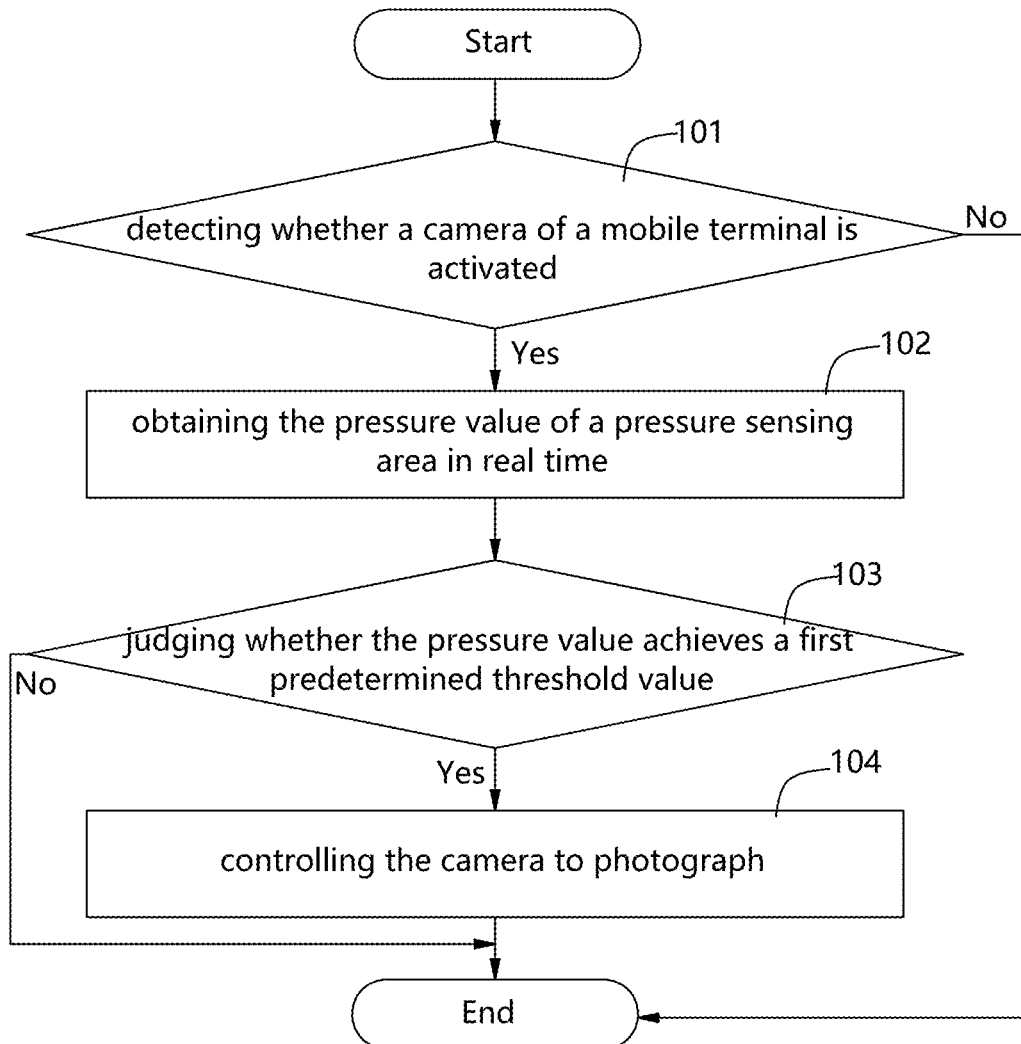 Start
101
detecting whether a camera of a mobile terminal is
activated
No
Yes
102
obtaining the pressure value of a pressure sensing
area in real time
103
judging whether the pressure value achieves a first
predetermined threshold value
No
Yes
104
controlling the camera to photograph
End